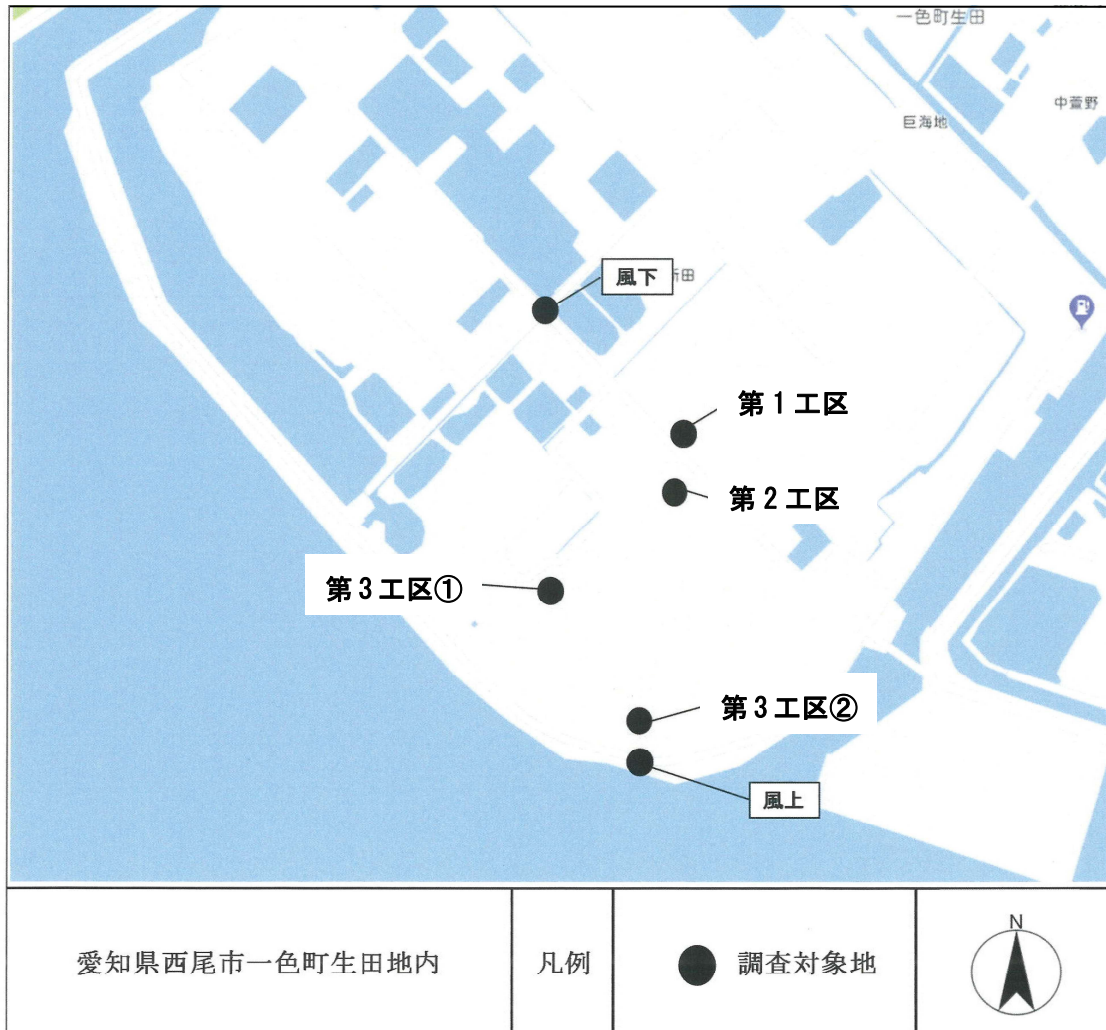 一色町生田
中萱野
巨海地
風下
新田
第1工区
第2工区
第3工区①
第3工区②
風上
愛知県西尾市一色町生田地内
凡例
調査対象地
N